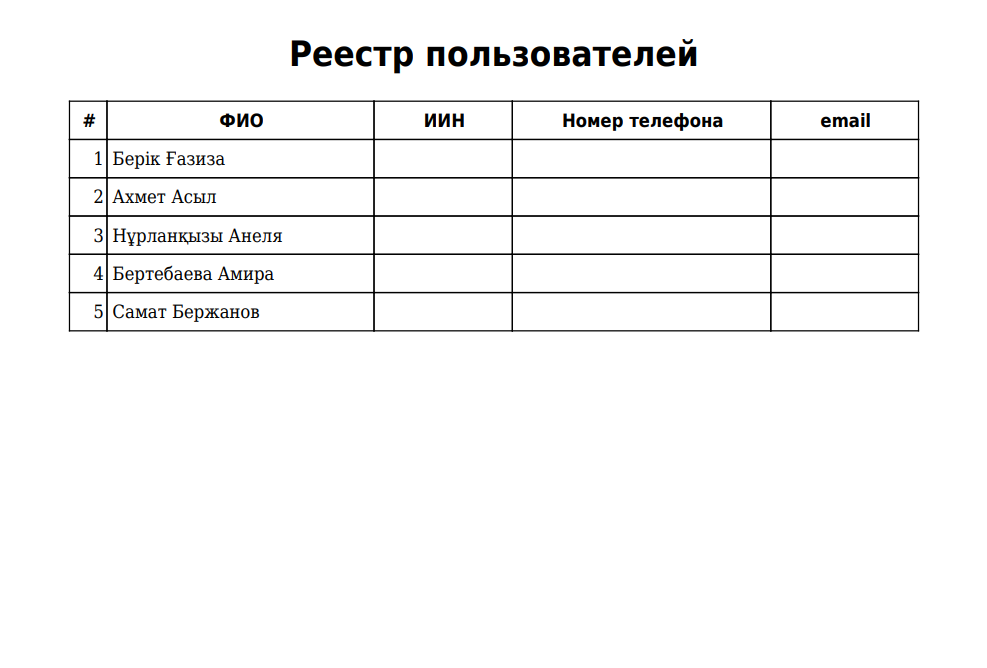 Реестр пользователей
# ФИО ИИН Номер телефона email
1 Берік Ғазиза
2 Ахмет Асыл
3 Нұрланқызы Анеля
4 Бертебаева Амира
5 Самат Бержанов